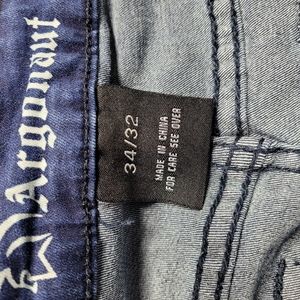 Argonaut
34/32
MADE IN CHINA
FOR CARE SEE OVER